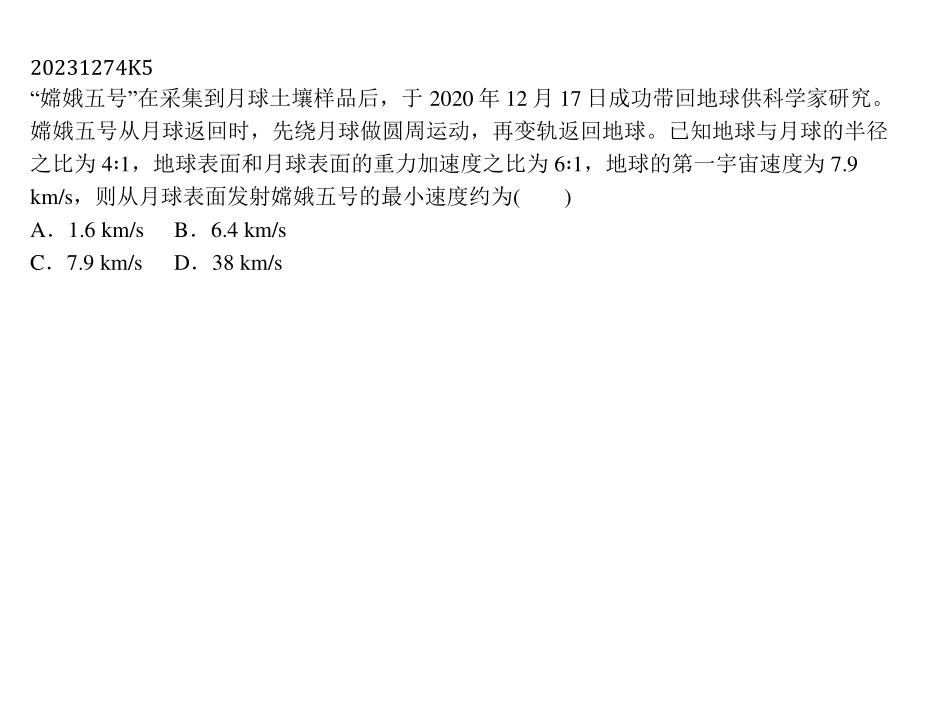 20231274K5
“嫦娥五号”在采集到月球土壤样品后，于 2020 年 12 月 17 日成功带回地球供科学家研究。
嫦娥五号从月球返回时，先绕月球做圆周运动，再变轨返回地球。已知地球与月球的半径
之比为 4∶1，地球表面和月球表面的重力加速度之比为 6∶1，地球的第一宇宙速度为 7.9
km/s，则从月球表面发射嫦娥五号的最小速度约为(　　)
A．1.6 km/s　B．6.4 km/s
C．7.9 km/s　D．38 km/s